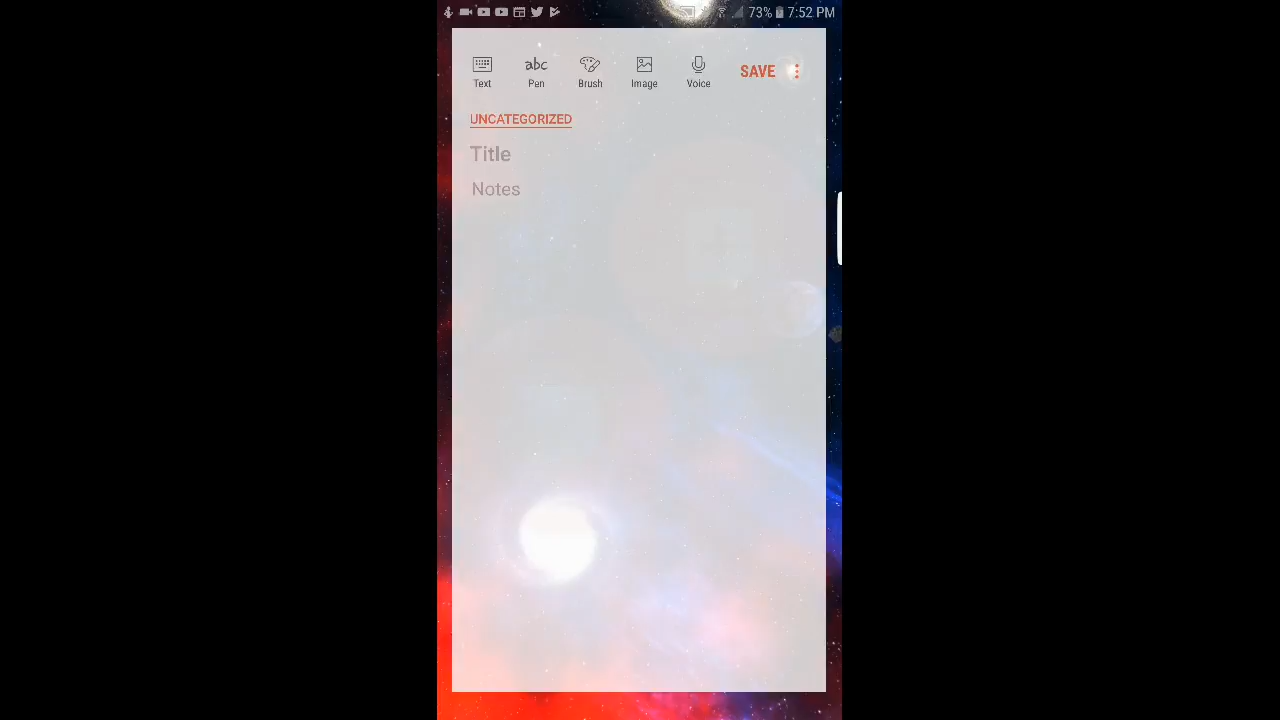 73% 7:52 PM
abc
Text Pen Brush Image Voice SAVE
UNCATEGORIZED
Title
Notes